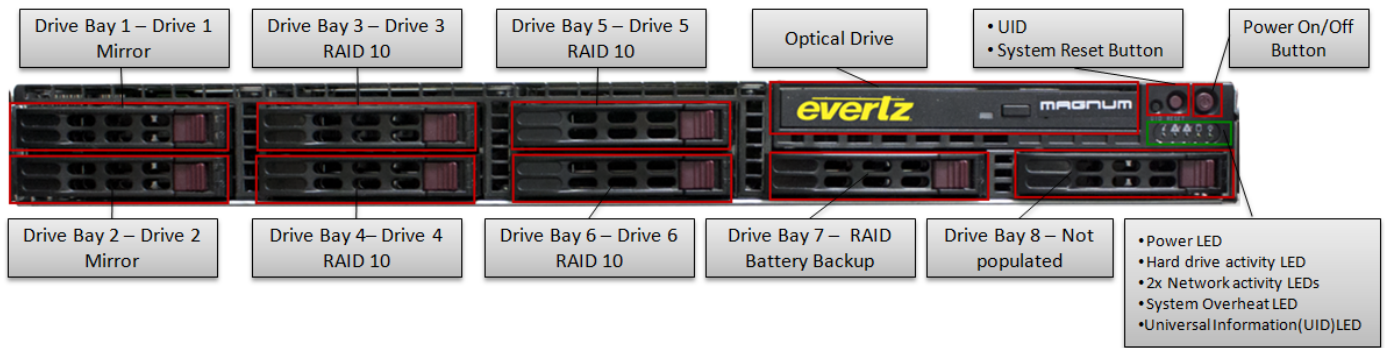 Drive Bay 1 – Drive 1
Mirror
Drive Bay 3 – Drive 3
RAID 10
Drive Bay 5 – Drive 5
RAID 10
Optical Drive
• UID
• System Reset Button
Power On/Off
Button
evertz
MAGNUM
RESET
Drive Bay 2 – Drive 2
Mirror
Drive Bay 4– Drive 4
RAID 10
Drive Bay 6 – Drive 6
RAID 10
Drive Bay 7 – RAID
Battery Backup
Drive Bay 8 – Not
populated
•Power LED
•Hard drive activity LED
•2x Network activity LEDs
•System Overheat LED
•Universal Information(UID)LED